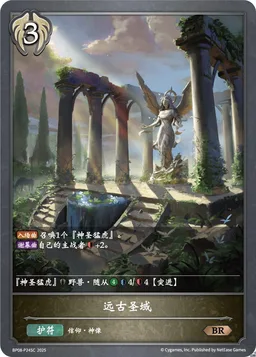 3
入场曲 召唤1个『神圣猛虎』。
谢幕曲 自己的主战者+2。
『神圣猛虎』野兽·随从 4 4/4【突进】
远古圣域
护符 信仰·神像 BR
BP08-P24SC 2025 © Cygames, Inc. Published by NetEase Games